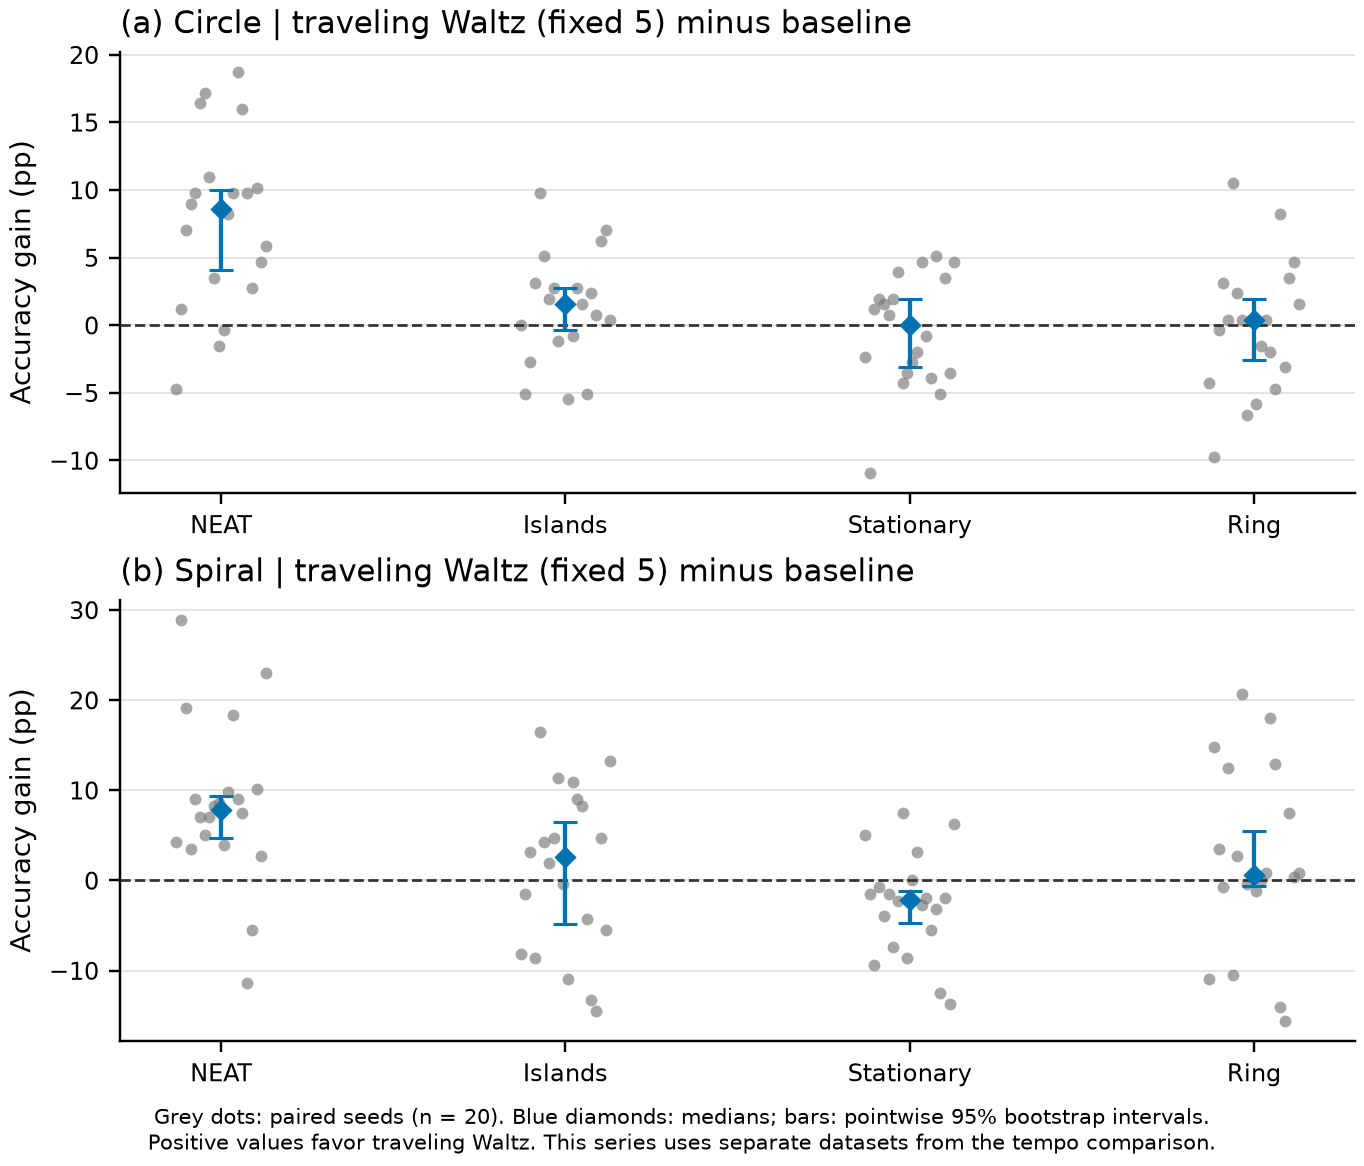 (a) Circle | traveling Waltz (fixed 5) minus baseline
Accuracy gain (pp)
20
15
10
5
0
−5
−10
NEAT Islands Stationary Ring
(b) Spiral | traveling Waltz (fixed 5) minus baseline
Accuracy gain (pp)
30
20
10
0
−10
NEAT Islands Stationary Ring
Grey dots: paired seeds (n = 20). Blue diamonds: medians; bars: pointwise 95% bootstrap intervals.
Positive values favor traveling Waltz. This series uses separate datasets from the tempo comparison.